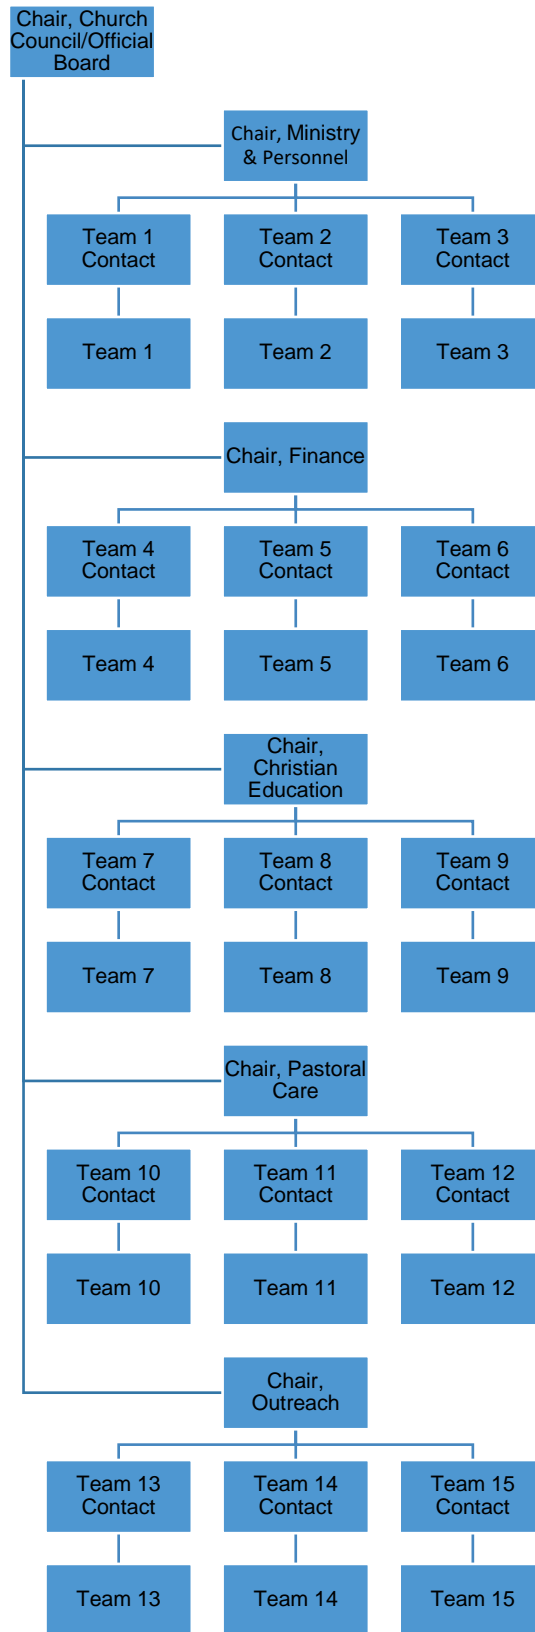 Chair, Church
Council/Official
Board
Chair, Ministry
& Personnel
Team 1
Contact
Team 2
Contact
Team 3
Contact
Team 1
Team 2
Team 3
Chair, Finance
Team 4
Contact
Team 5
Contact
Team 6
Contact
Team 4
Team 5
Team 6
Chair,
Christian
Education
Team 7
Contact
Team 8
Contact
Team 9
Contact
Team 7
Team 8
Team 9
Chair, Pastoral
Care
Team 10
Contact
Team 11
Contact
Team 12
Contact
Team 10
Team 11
Team 12
Chair,
Outreach
Team 13
Contact
Team 14
Contact
Team 15
Contact
Team 13
Team 14
Team 15